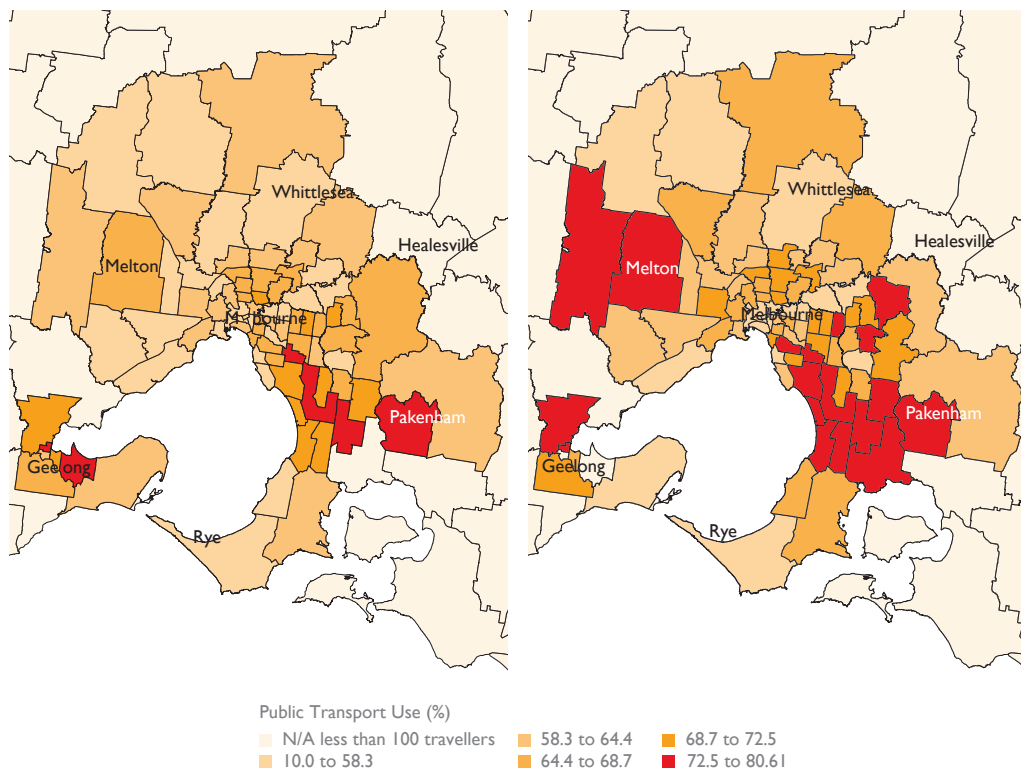 Whittlesea
Healesville
Melton
Pakenham
Geelong
Rye
Whittlesea
Healesville
Melton
Melbourne
Pakenham
Geelong
Rye
Public Transport Use (%)
N/A less than 100 travellers
10.0 to 58.3
58.3 to 64.4
64.4 to 68.7
68.7 to 72.5
72.5 to 80.61